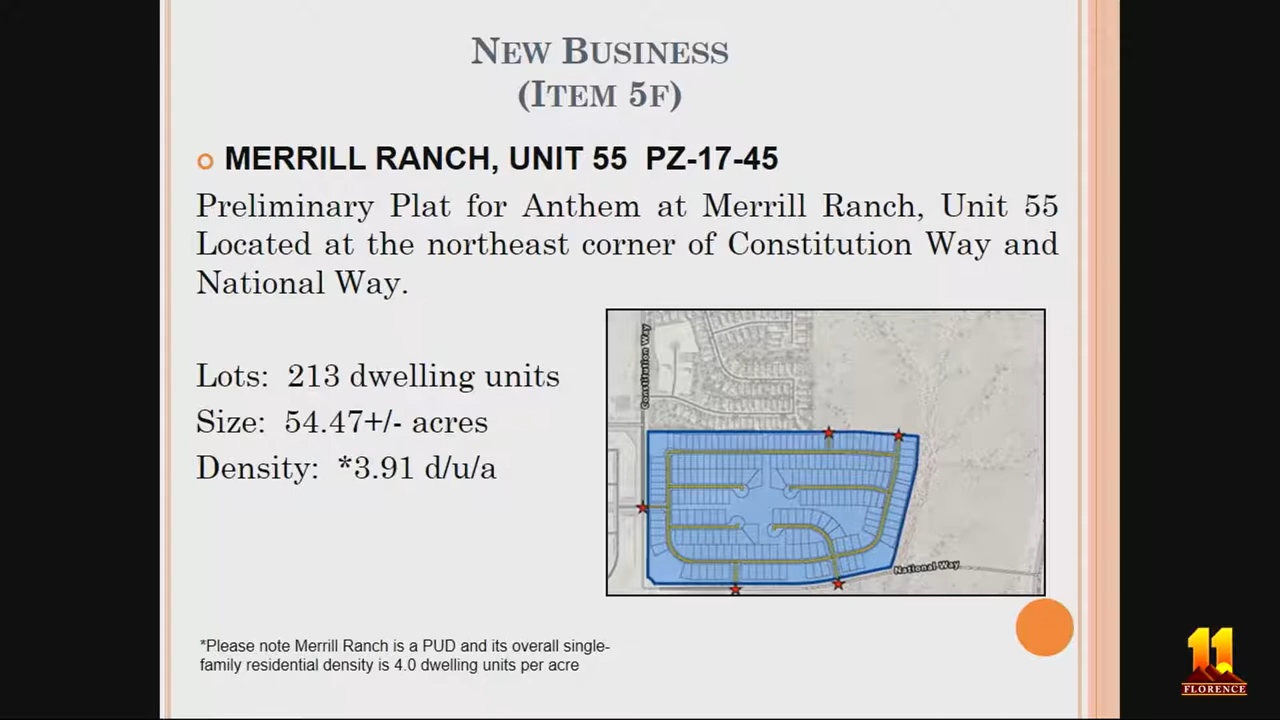 NEW BUSINESS
(ITEM 5F)
MERRILL RANCH, UNIT 55 PZ-17-45
Preliminary Plat for Anthem at Merrill Ranch, Unit 55
Located at the northeast corner of Constitution Way and
National Way.
Lots: 213 dwelling units
Size: 54.47+/- acres
Density: *3.91 d/u/a
Constitution Way
National Way
*Please note Merrill Ranch is a PUD and its overall single-
family residential density is 4.0 dwelling units per acre
11
FLORENCE